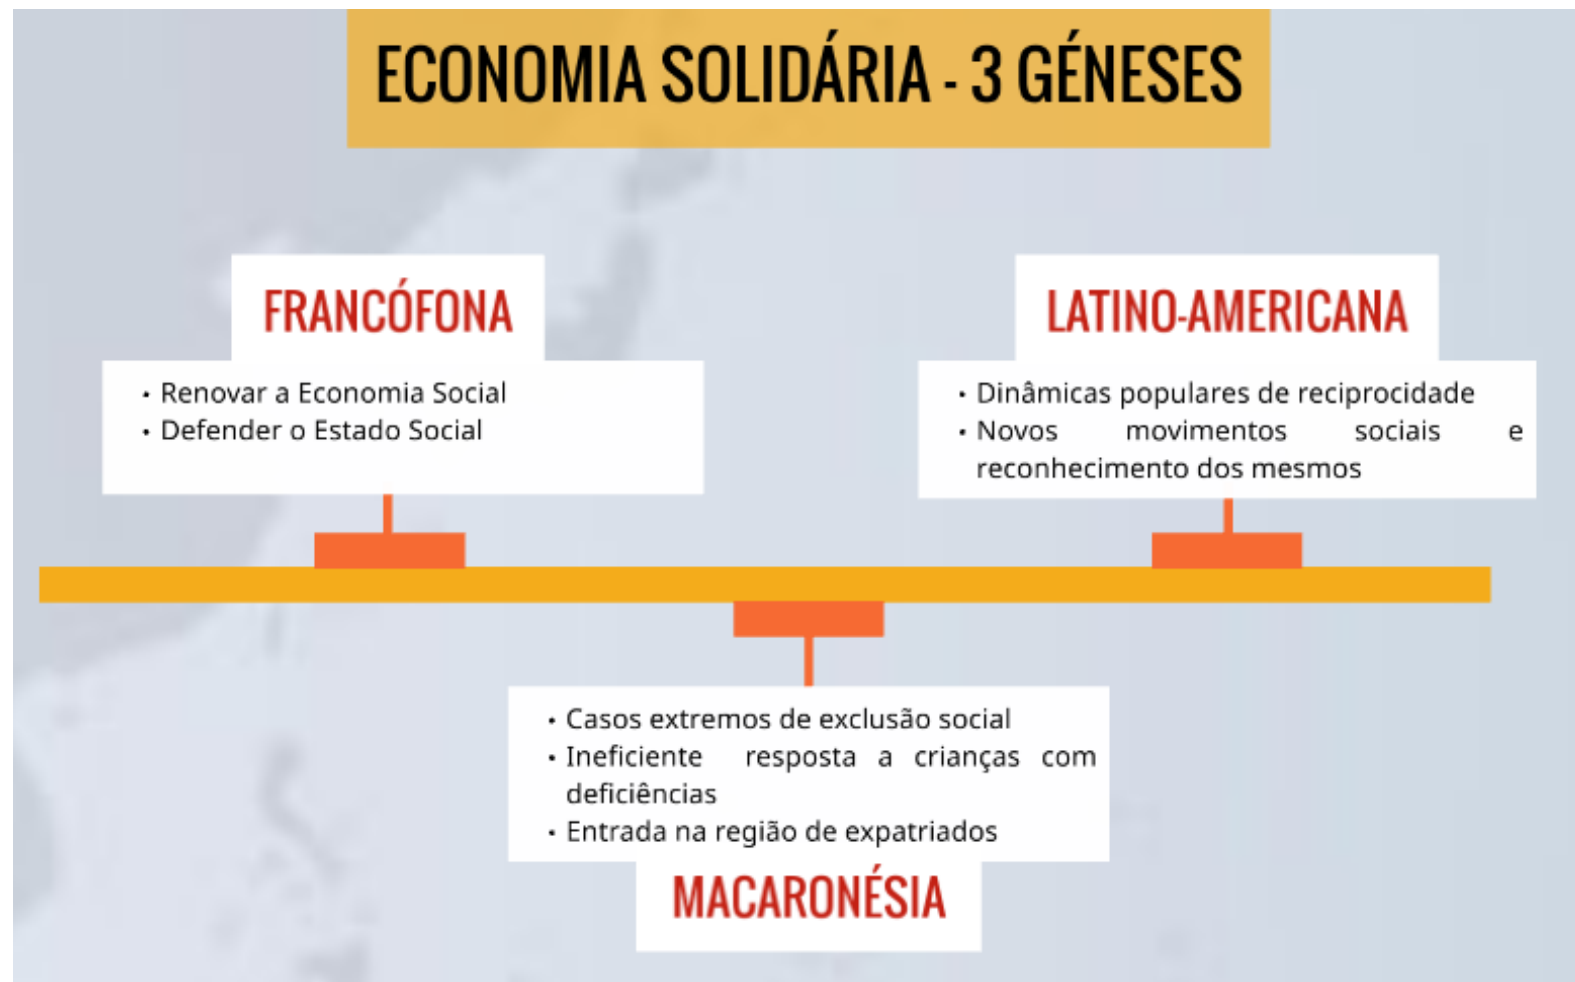 ECONOMIA SOLIDÁRIA - 3 GÉNESES
FRANCÓFONA
• Renovar a Economia Social
• Defender o Estado Social
LATINO-AMERICANA
• Dinâmicas populares de reciprocidade
• Novos movimentos sociais e
reconhecimento dos mesmos
• Casos extremos de exclusão social
• Ineficiente resposta a crianças com
deficiências
• Entrada na região de expatriados
MACARONÉSIA